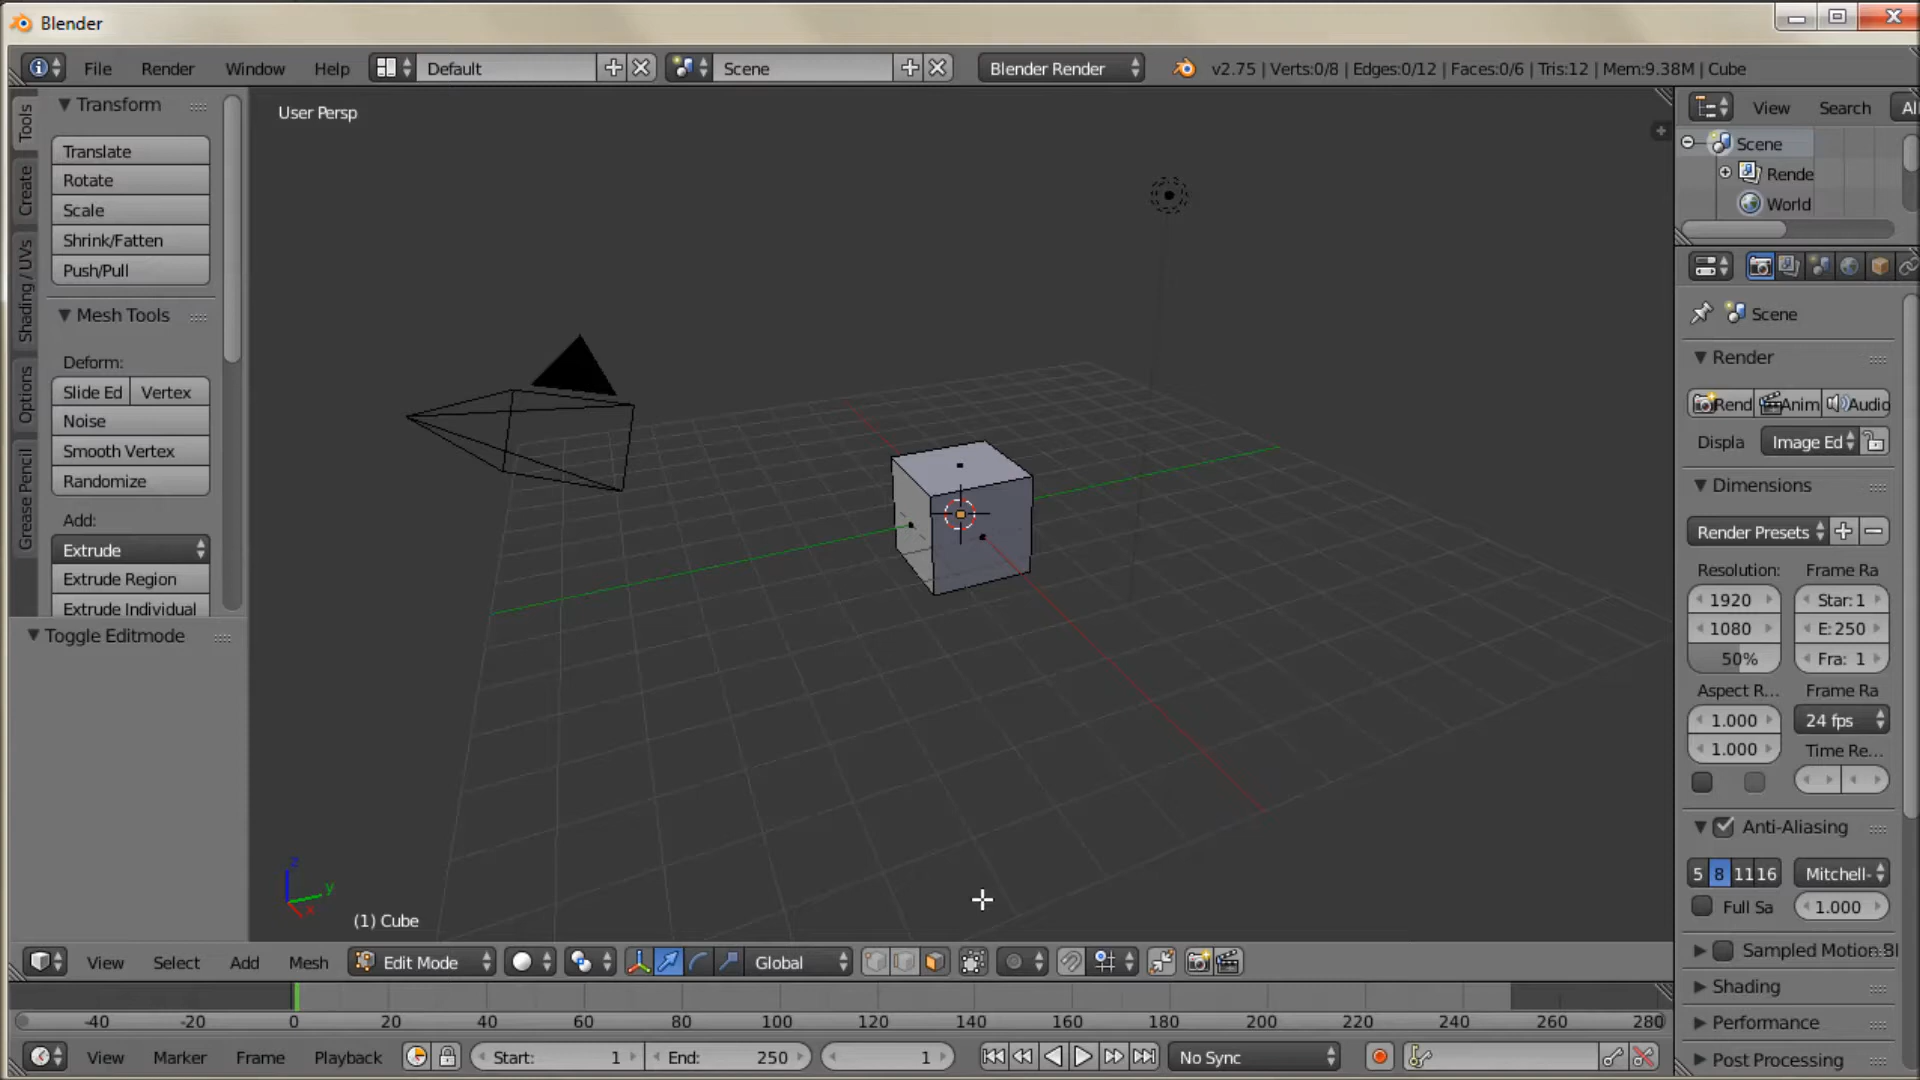 Blender
File Render Window Help Default Scene Blender Render v2.75 | Verts:0/8 | Edges:0/12 | Faces:0/6 | Tris:12 | Mem:9.38M | Cube
Tools
Create
Shading / UVs
Options
Grease Pencil
Transform
Translate
Rotate
Scale
Shrink/Fatten
Push/Pull
Mesh Tools
Deform:
Slide Ed Vertex
Noise
Smooth Vertex
Randomize
Add:
Extrude
Extrude Region
Extrude Individual
Toggle Editmode
User Persp
z
y
x
(1) Cube
View Search Al
Scene
Rende
World
Scene
Render
Rend Anim Audio
Displa Image Ed
Dimensions
Render Presets
Resolution: Frame Ra
1920 Star: 1
1080 E: 250
50% Fra: 1
Aspect R... Frame Ra
1.000 24 fps
1.000 Time Re...
Anti-Aliasing
5 8 11 16 Mitchell-
Full Sa 1.000
Sampled Motion Bl
Shading
Performance
Post Processing
View Select Add Mesh Edit Mode Global
-40 -20 0 20 40 60 80 100 120 140 160 180 200 220 240 260 280
View Marker Frame Playback Start: 1 End: 250 1 No Sync